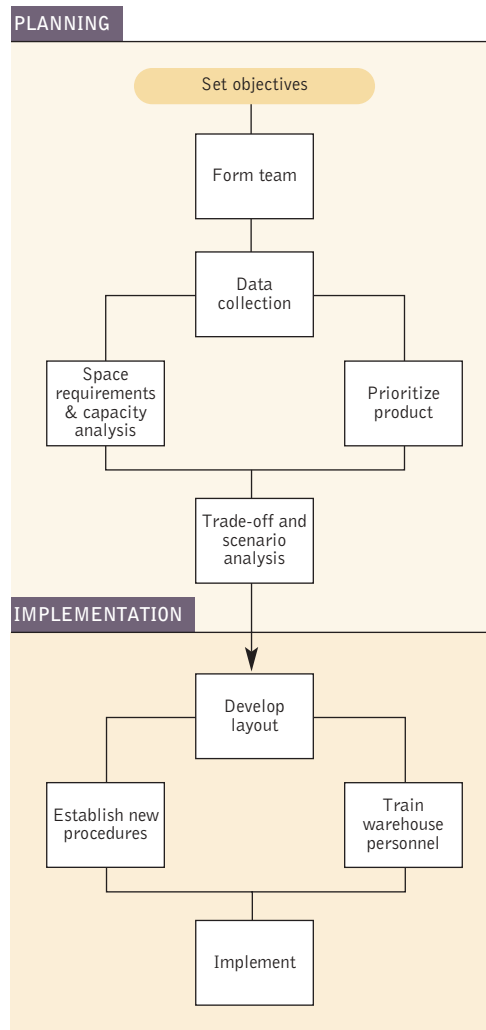 PLANNING
Set objectives
Form team
Data
collection
Space
requirements
& capacity
analysis
Prioritize
product
Trade-off and
scenario
analysis
IMPLEMENTATION
Develop
layout
Establish new
procedures
Train
warehouse
personnel
Implement